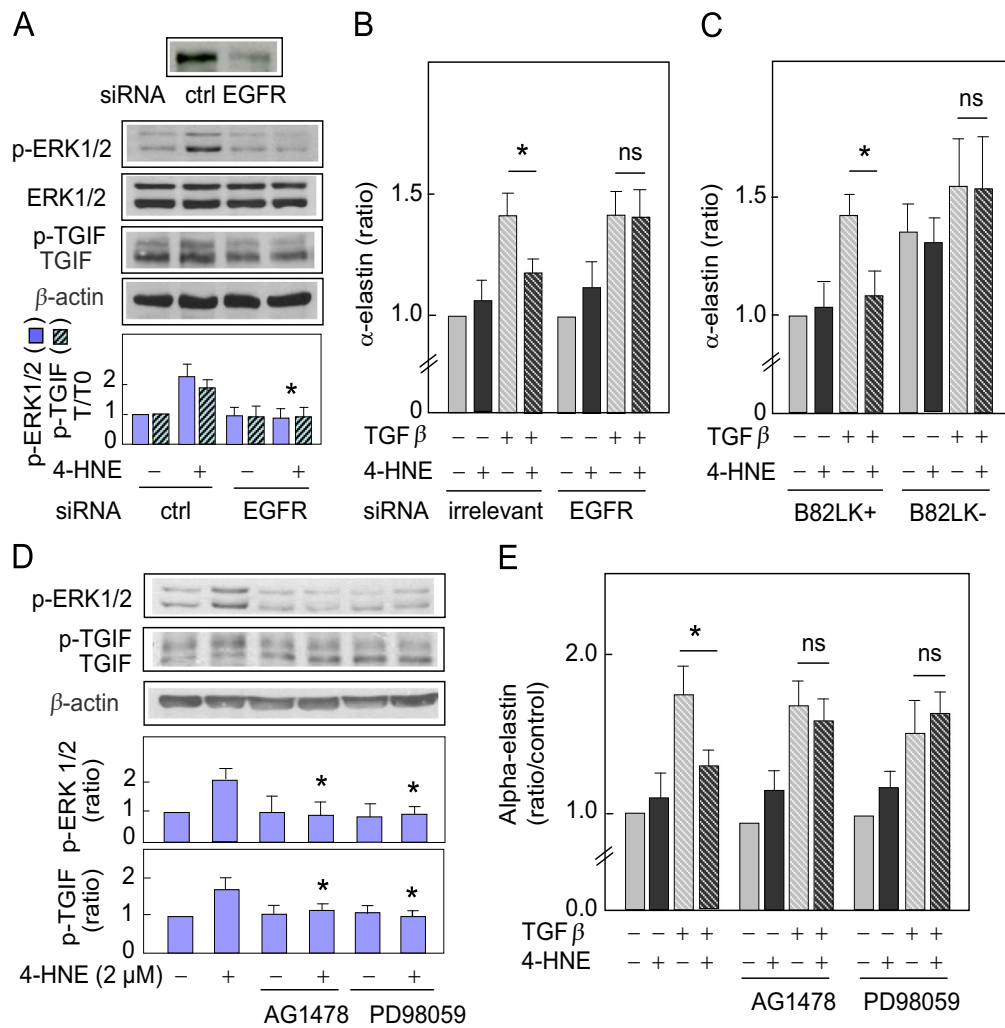 A
siRNA ctrl EGFR
p-ERK1/2
ERK1/2
p-TGIF
TGIF
β-actin
p-ERK1/2 ( )
p-TGIF ( )
T/T0
2
1
0
*
4-HNE – + – +
siRNA ctrl EGFR
B
α-elastin (ratio)
1.5
1.0
0
*
ns
TGF β – – + + – – + +
4-HNE – + – + – + – +
siRNA irrelevant EGFR
C
α-elastin (ratio)
1.5
1.0
0
*
ns
TGF β – – + + – – + +
4-HNE – + – + – + – +
B82LK+ B82LK-
D
p-ERK1/2
p-TGIF
TGIF
β-actin
p-ERK 1/2
(ratio)
2
1
0
* *
p-TGIF
(ratio)
2
1
0
* *
4-HNE (2 μM) – + – + – +
AG1478 PD98059
E
Alpha-elastin
(ratio/control)
2.0
1.0
0.0
*
ns
ns
TGF β – – + + – – + + – – + +
4-HNE – + – + – + – + – + – +
AG1478 PD98059